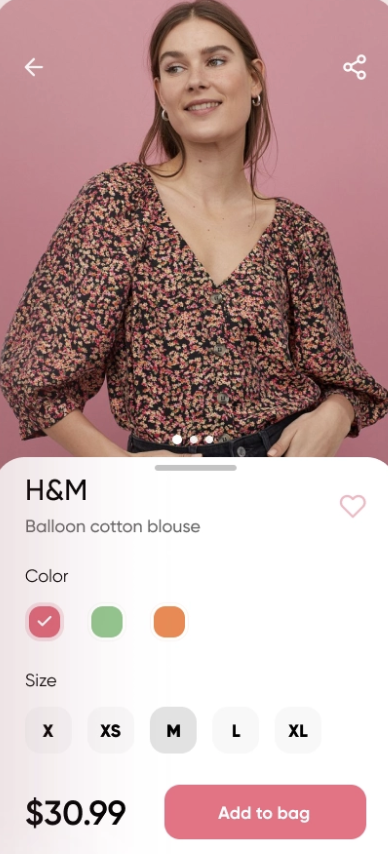 H&M
Balloon cotton blouse
Color
Size
X XS M L XL
$30.99 Add to bag